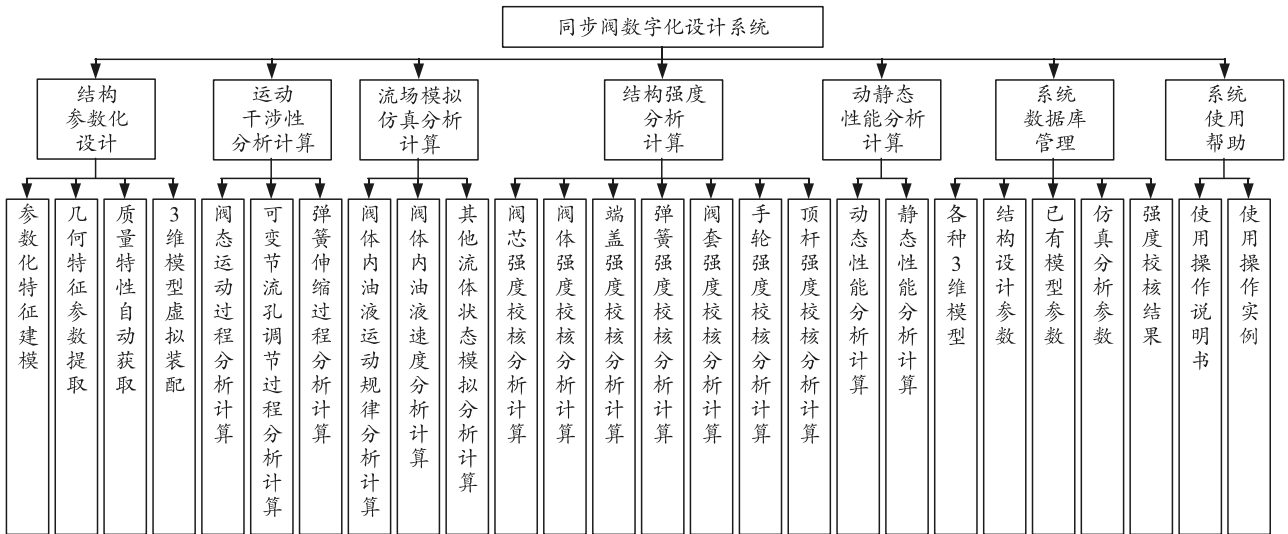 同步阀数字化设计系统
结构
参数化
设计
运动
干涉性
分析计算
流场模拟
仿真分析
计算
结构强度
分析
计算
动静态
性能分析
计算
系统
数据库
管理
系统
使用
帮助
参数化特征建模
几何特征参数提取
质量特性自动获取
3维模型虚拟装配
阀态运动过程分析计算
可变节流孔调节过程分析计算
弹簧伸缩过程分析计算
阀体内油液运动规律分析计算
阀体内油液速度分析计算
其他流体状态模拟分析计算
阀芯强度校核分析计算
阀体强度校核分析计算
端盖强度校核分析计算
弹簧强度校核分析计算
阀套强度校核分析计算
手轮强度校核分析计算
顶杆强度校核分析计算
动态性能分析计算
静态性能分析计算
各种3维模型
结构设计参数
已有模型参数
仿真分析参数
强度校核结果
使用操作说明书
使用操作实例